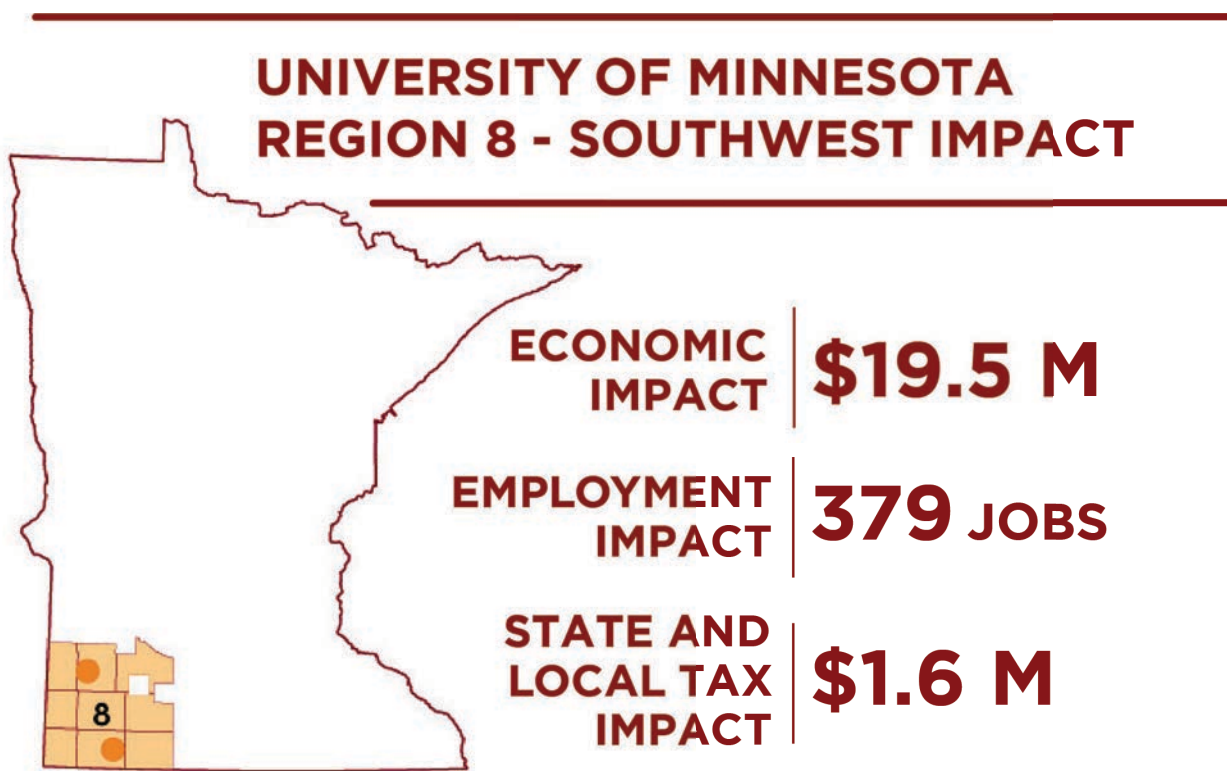 UNIVERSITY OF MINNESOTA
REGION 8 - SOUTHWEST IMPACT
ECONOMIC
IMPACT
$19.5 M
EMPLOYMENT
IMPACT
379 JOBS
STATE AND
LOCAL TAX
IMPACT
$1.6 M
8